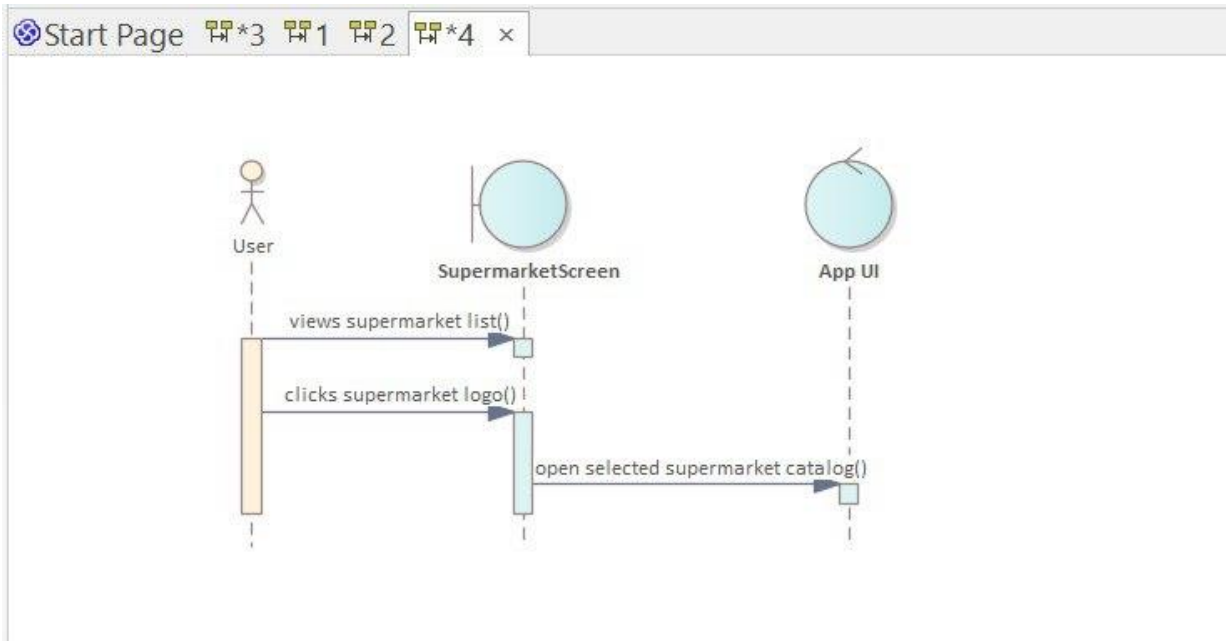 Start Page *3 1 2 *4 ×
User
SupermarketScreen
App UI
views supermarket list()
clicks supermarket logo()
open selected supermarket catalog()